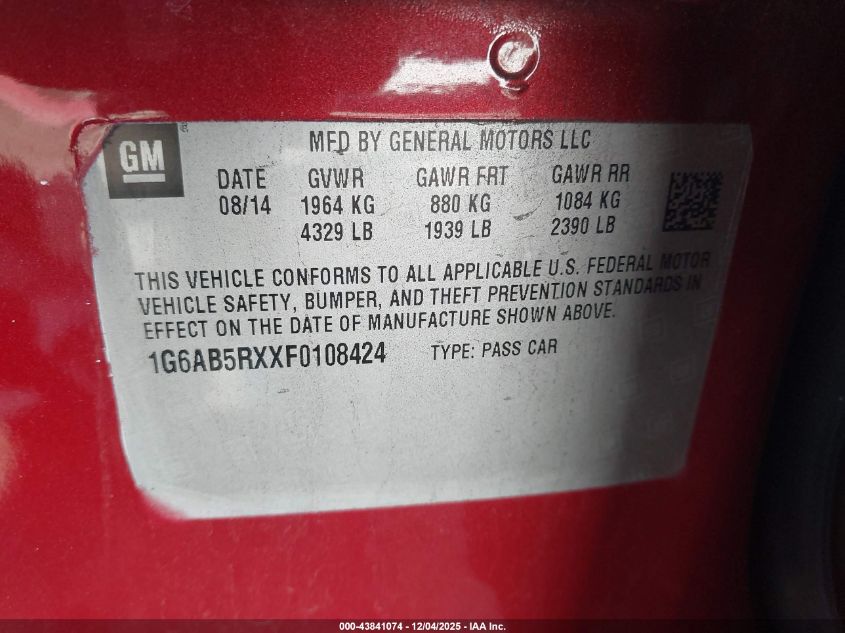 GM
MFD BY GENERAL MOTORS LLC
DATE GVWR GAWR FRT GAWR RR
08/14 1964 KG 880 KG 1084 KG
4329 LB 1939 LB 2390 LB
THIS VEHICLE CONFORMS TO ALL APPLICABLE U.S. FEDERAL MOTOR
VEHICLE SAFETY, BUMPER, AND THEFT PREVENTION STANDARDS IN
EFFECT ON THE DATE OF MANUFACTURE SHOWN ABOVE.
1G6AB5RXXF0108424 TYPE: PASS CAR
000-43841074 > 12/04/2025 - IAA Inc.